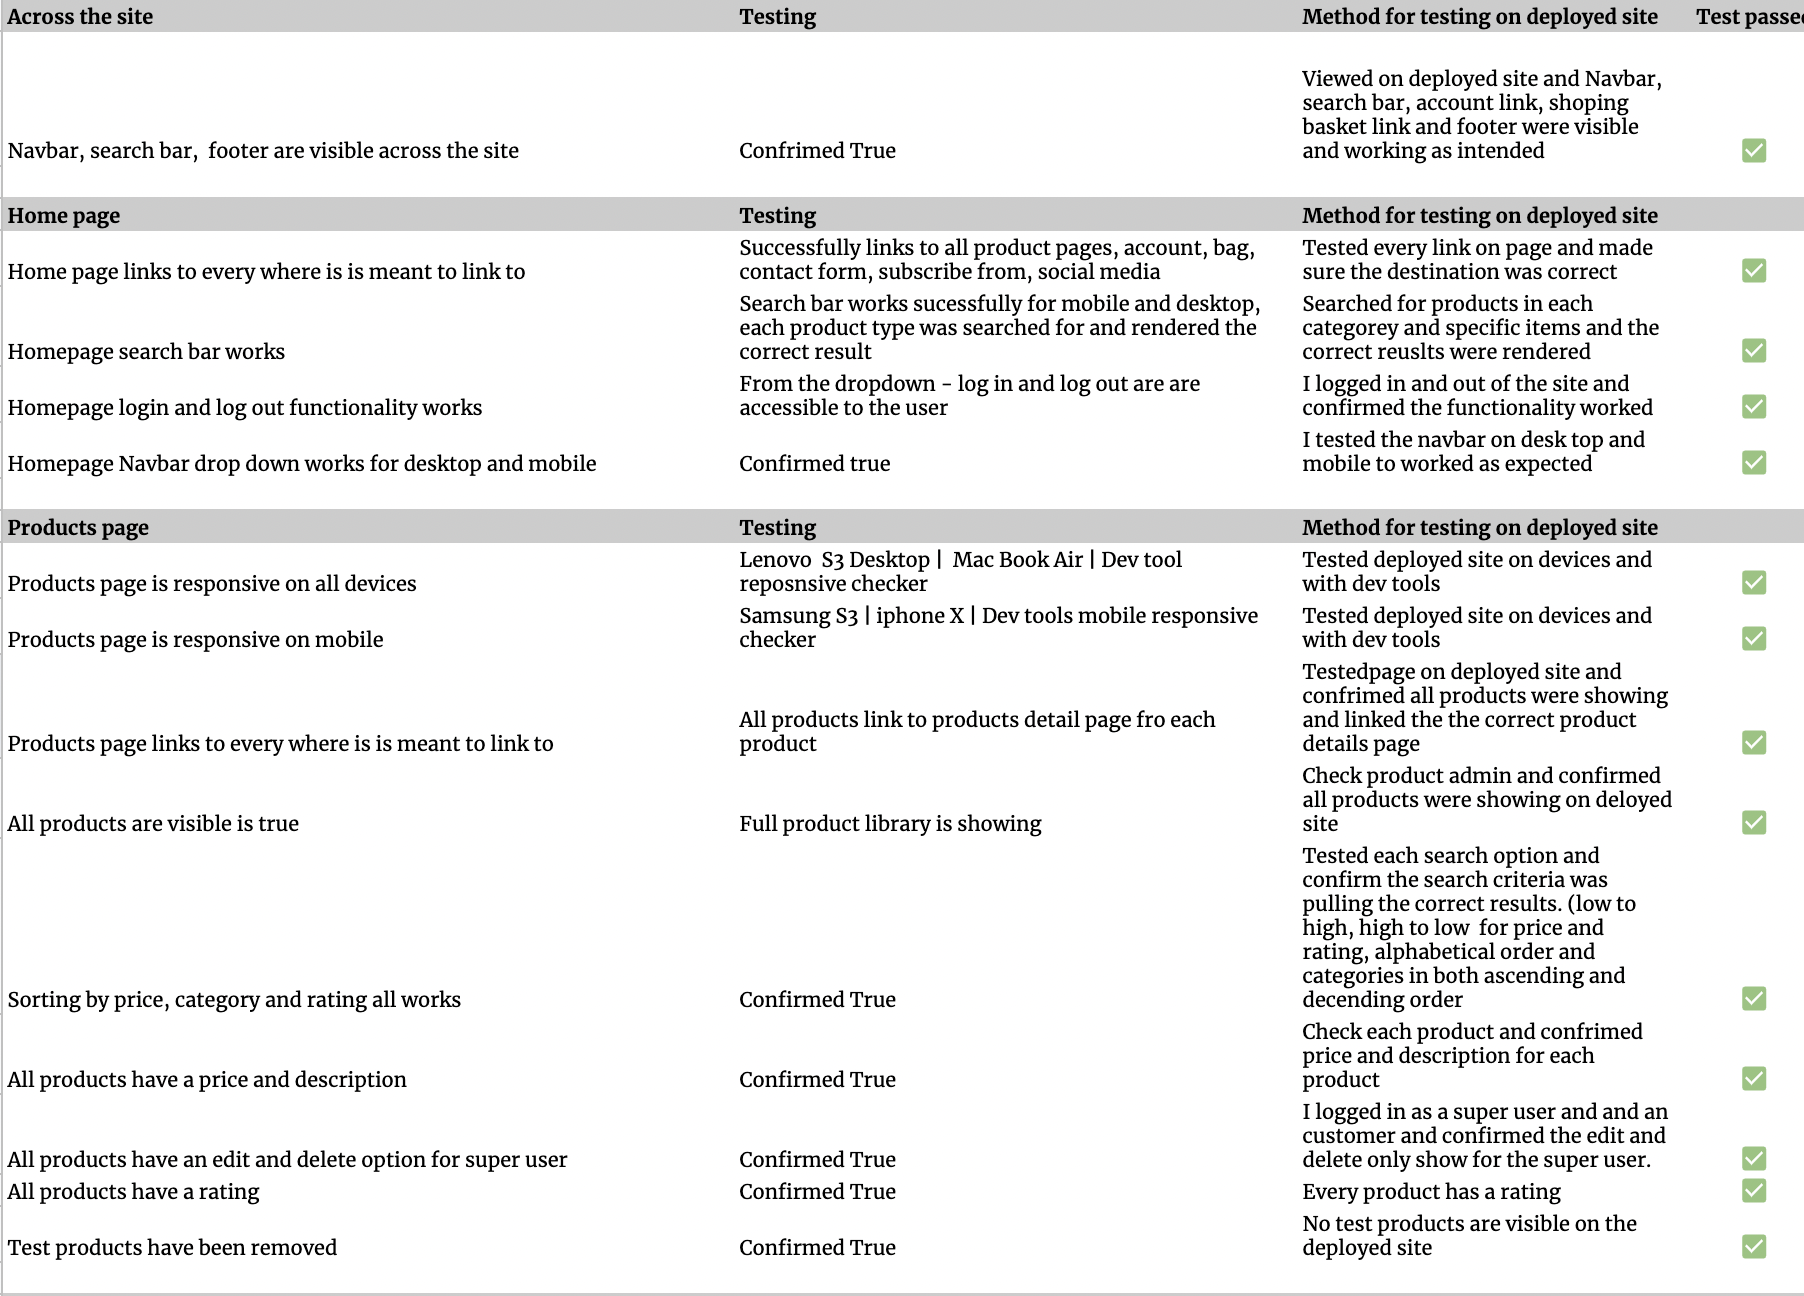 Across the site Testing Method for testing on deployed site Test passed
Viewed on deployed site and Navbar,
search bar, account link, shoping
basket link and footer were visible
Navbar, search bar,  footer are visible across the site Confrimed True and working as intended
Home page Testing Method for testing on deployed site
Successfully links to all product pages, account, bag, Tested every link on page and made
Home page links to every where is is meant to link to contact form, subscribe from, social media sure the destination was correct
Search bar works sucessfully for mobile and desktop, Searched for products in each
each product type was searched for and rendered the categorey and specific items and the
Homepage search bar works correct result correct reuslts were rendered
From the dropdown - log in and log out are are I logged in and out of the site and
Homepage login and log out functionality works accessible to the user confirmed the functionality worked
I tested the navbar on desk top and
Homepage Navbar drop down works for desktop and mobile Confirmed true mobile to worked as expected
Products page Testing Method for testing on deployed site
Lenovo  S3 Desktop |  Mac Book Air | Dev tool Tested deployed site on devices and
Products page is responsive on all devices reposnsive checker with dev tools
Samsung S3 | iphone X | Dev tools mobile responsive Tested deployed site on devices and
Products page is responsive on mobile checker with dev tools
Testedpage on deployed site and
confrimed all products were showing
All products link to products detail page fro each and linked the the correct product
Products page links to every where is is meant to link to product details page
Check product admin and confirmed
all products were showing on deloyed
All products are visible is true Full product library is showing site
Tested each search option and
confirm the search criteria was
pulling the correct results. (low to
high, high to low  for price and
rating, alphabetical order and
categories in both ascending and
Sorting by price, category and rating all works Confirmed True decending order
Check each product and confrimed
price and description for each
All products have a price and description Confirmed True product
I logged in as a super user and and an
customer and confirmed the edit and
All products have an edit and delete option for super user Confirmed True delete only show for the super user.
All products have a rating Confirmed True Every product has a rating
No test products are visible on the
Test products have been removed Confirmed True deployed site